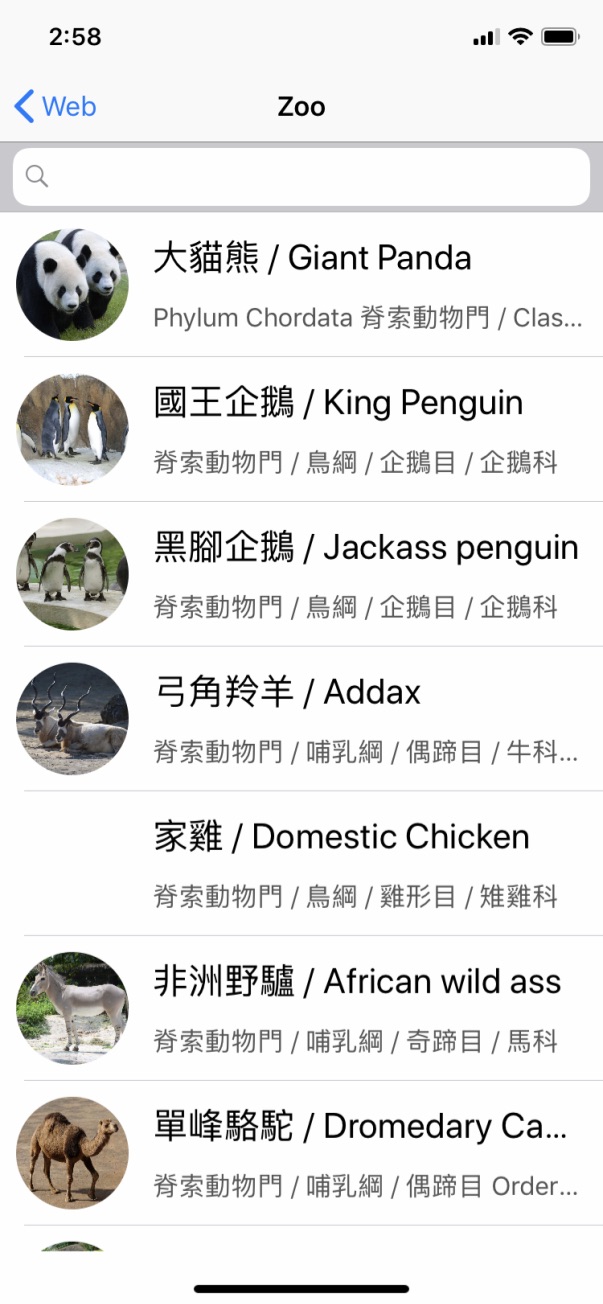 2:58
Web
Zoo
大貓熊 / Giant Panda
Phylum Chordata 脊索動物門 / Clas...
國王企鵝 / King Penguin
脊索動物門 / 鳥綱 / 企鵝目 / 企鵝科
黑腳企鵝 / Jackass penguin
脊索動物門 / 鳥綱 / 企鵝目 / 企鵝科
弓角羚羊 / Addax
脊索動物門 / 哺乳綱 / 偶蹄目 / 牛科...
家雞 / Domestic Chicken
脊索動物門 / 鳥綱 / 雞形目 / 雉雞科
非洲野驢 / African wild ass
脊索動物門 / 哺乳綱 / 奇蹄目 / 馬科
單峰駱駝 / Dromedary Ca...
脊索動物門 / 哺乳綱 / 偶蹄目 Order...